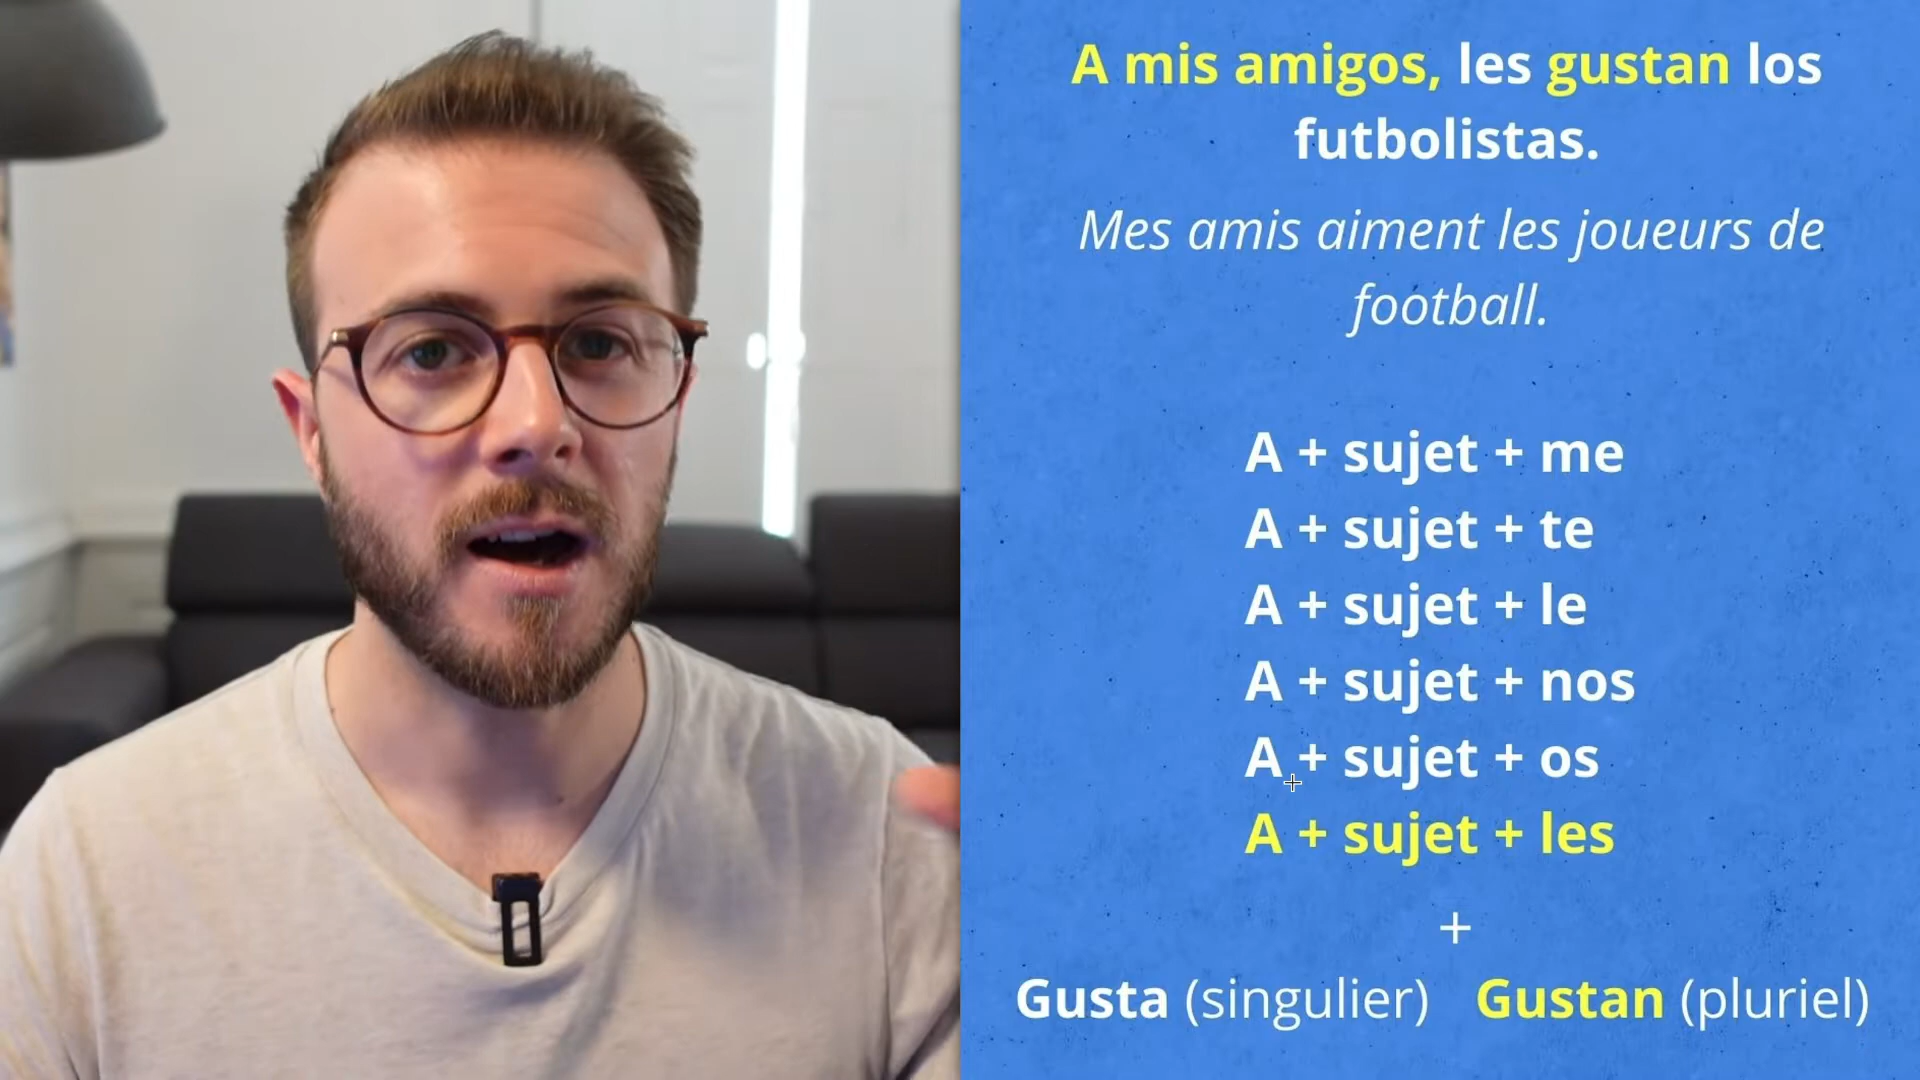 A mis amigos, les gustan los
futbolistas.
Mes amis aiment les joueurs de
football.
A + sujet + me
A + sujet + te
A + sujet + le
A + sujet + nos
A + sujet + os
A + sujet + les
+
Gusta (singulier) Gustan (pluriel)